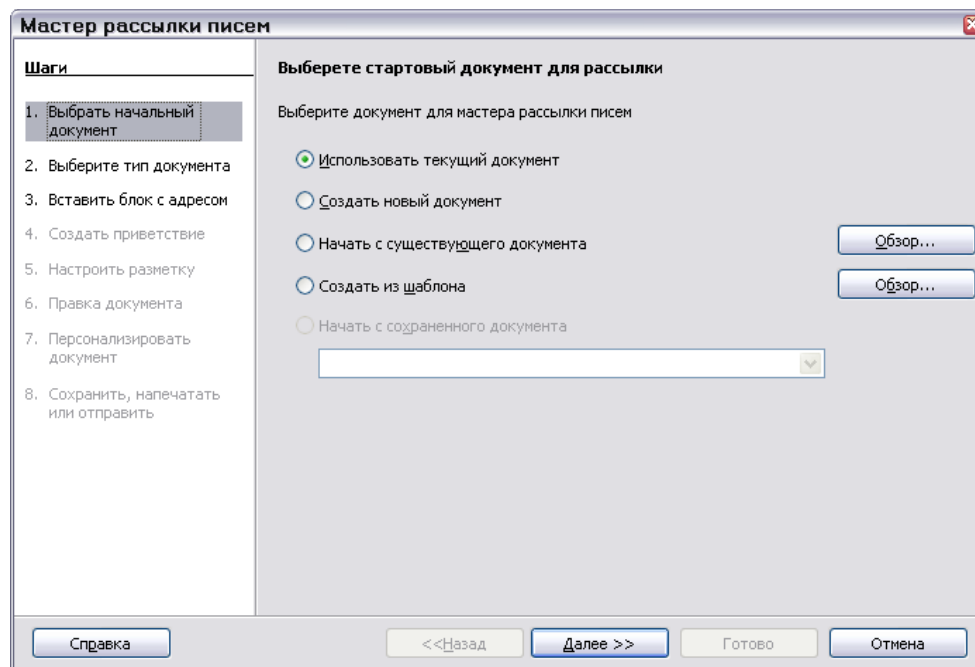 Мастер рассылки писем
Шаги
1. Выбрать начальный
документ
2. Выберите тип документа
3. Вставить блок с адресом
4. Создать приветствие
5. Настроить разметку
6. Правка документа
7. Персонализировать
документ
8. Сохранить, напечатать
или отправить
Выберете стартовый документ для рассылки
Выберите документ для мастера рассылки писем
Использовать текущий документ
Создать новый документ
Начать с существующего документа
Обзор...
Создать из шаблона
Обзор...
Начать с сохраненного документа
Справка
<<Назад
Далее >>
Готово
Отмена